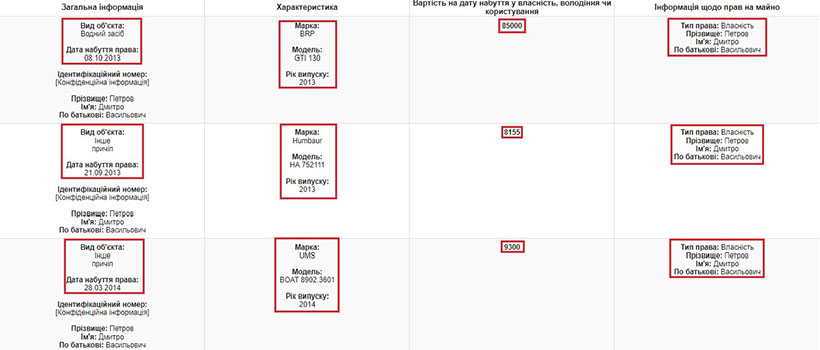 Загальна інформація
Характеристика
Вартість на дату набуття у власність, володіння чи
користування
Інформація щодо прав на майно
Вид об'єкта:
Водний засіб
Дата набуття права:
08.10.2013
Ідентифікаційний номер:
[Конфіденційна інформація]
Прізвище: Петров
Ім'я: Дмитро
По батькові: Васильович
Марка:
BRP
Модель:
GTI 130
Рік випуску:
2013
85000
Тип права: Власність
Прізвище: Петров
Ім'я: Дмитро
По батькові: Васильович
Вид об'єкта:
Інше
причіп
Дата набуття права:
21.09.2013
Ідентифікаційний номер:
[Конфіденційна інформація]
Прізвище: Петров
Ім'я: Дмитро
По батькові: Васильович
Марка:
Humbaur
Модель:
HA 752111
Рік випуску:
2013
8155
Тип права: Власність
Прізвище: Петров
Ім'я: Дмитро
По батькові: Васильович
Вид об'єкта:
Інше
причіп
Дата набуття права:
28.03.2014
Ідентифікаційний номер:
[Конфіденційна інформація]
Прізвище: Петров
Ім'я: Дмитро
По батькові: Васильович
Марка:
UMS
Модель:
BOAT 8902.3601
Рік випуску:
2014
9300
Тип права: Власність
Прізвище: Петров
Ім'я: Дмитро
По батькові: Васильович